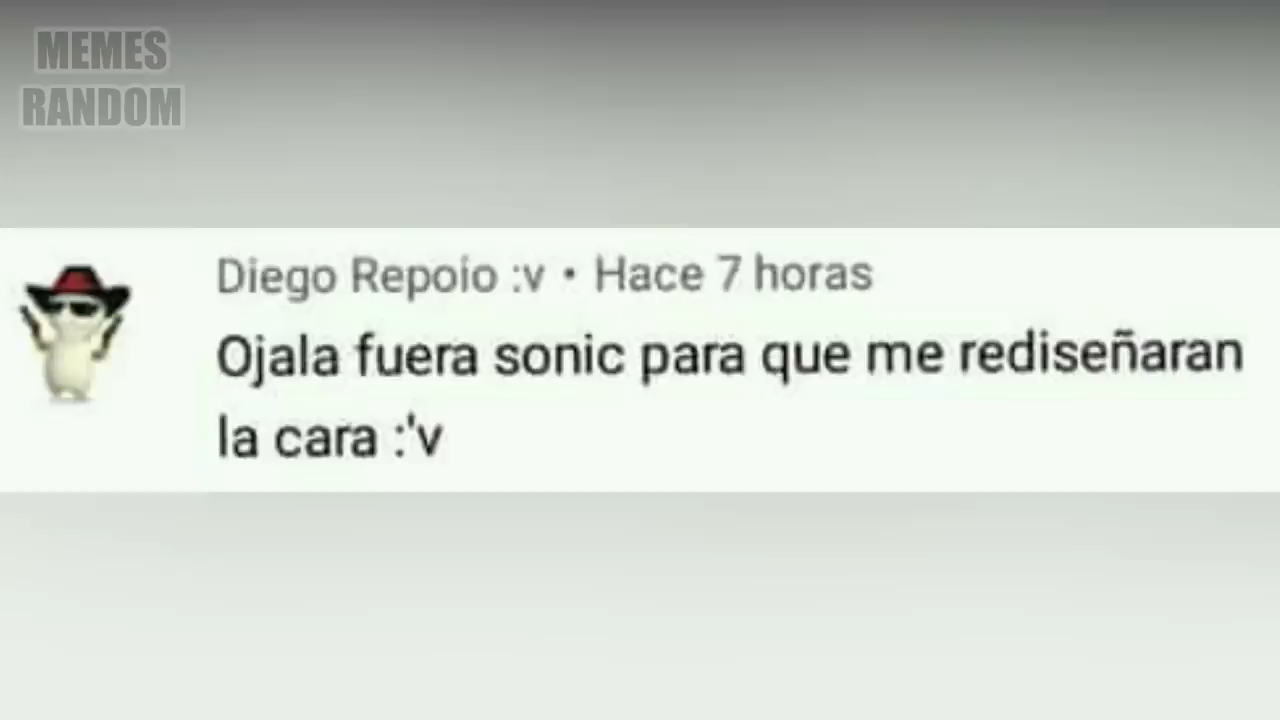 MEMES
RANDOM
Diego Repoio :v • Hace 7 horas
Ojala fuera sonic para que me rediseñaran
la cara :'v